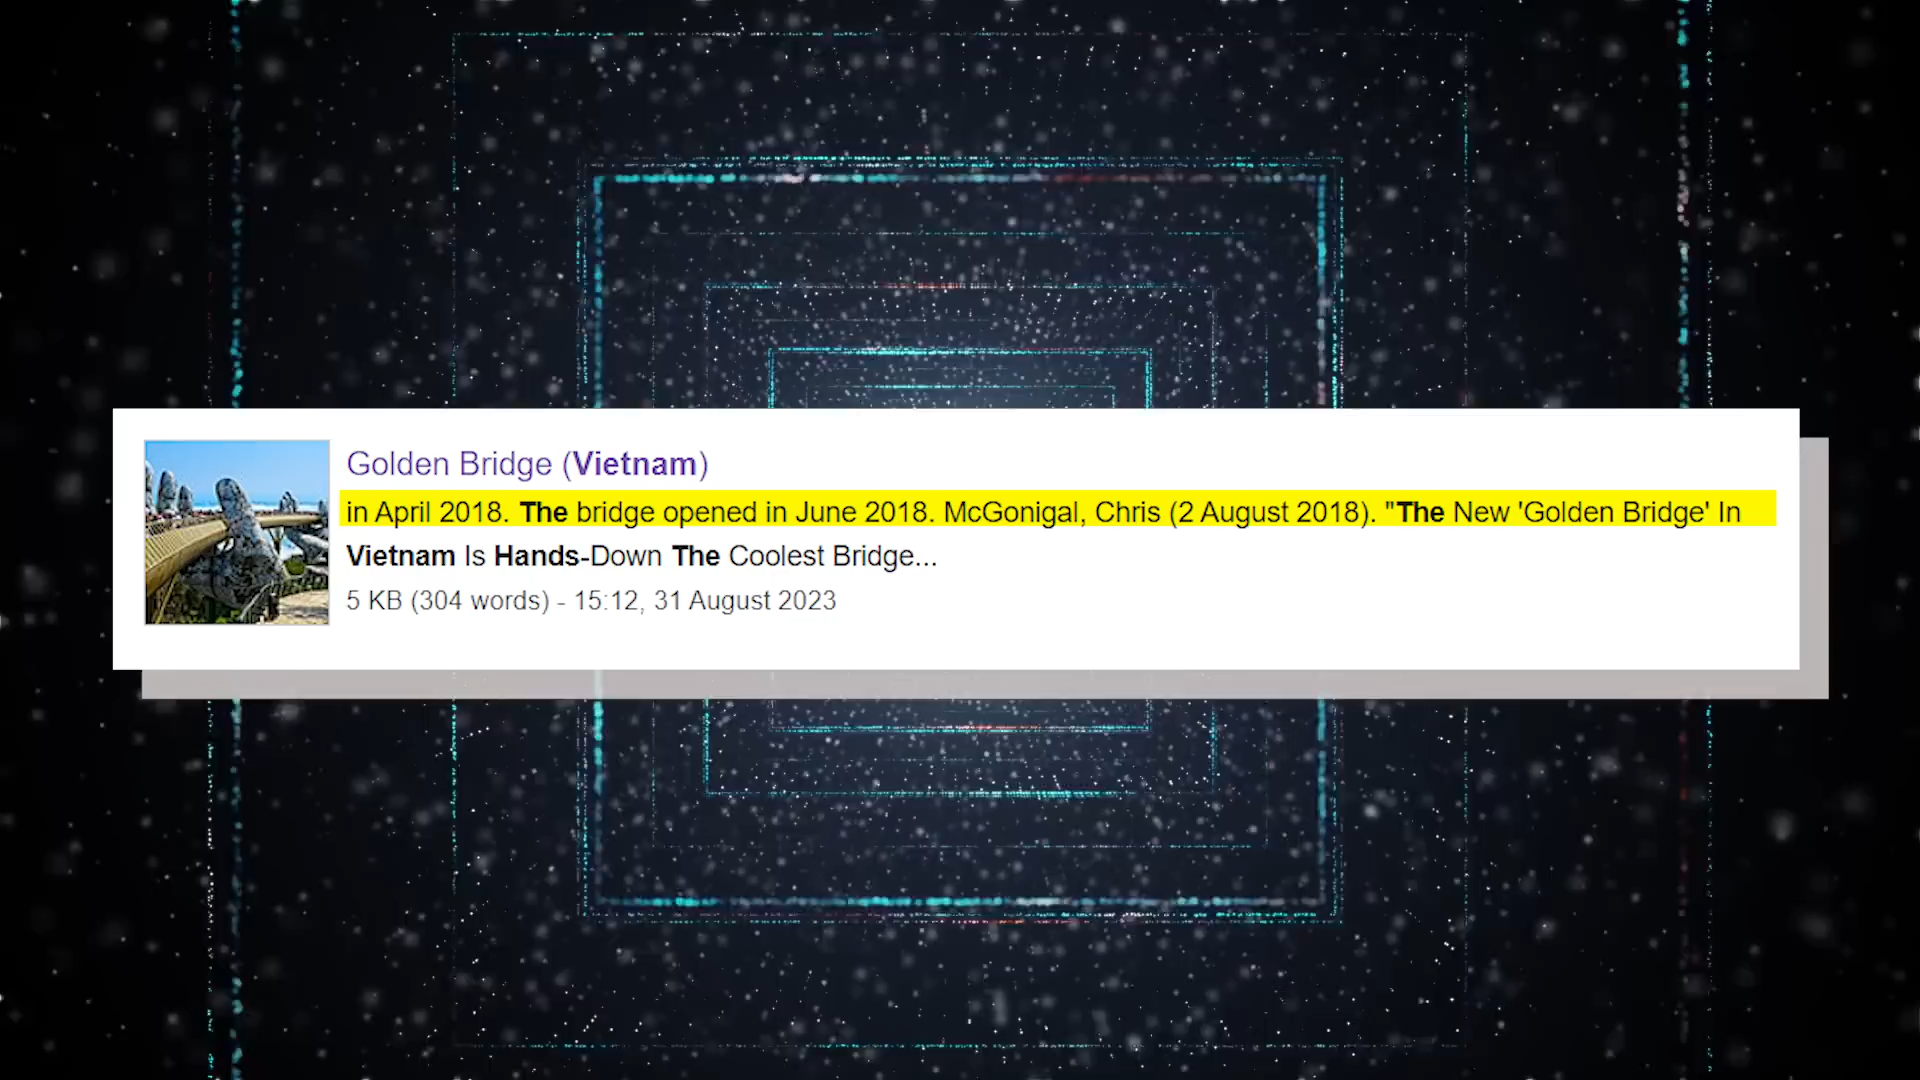 Golden Bridge (Vietnam)
in April 2018. The bridge opened in June 2018. McGonigal, Chris (2 August 2018). "The New 'Golden Bridge' In
Vietnam Is Hands-Down The Coolest Bridge...
5 KB (304 words) - 15:12, 31 August 2023